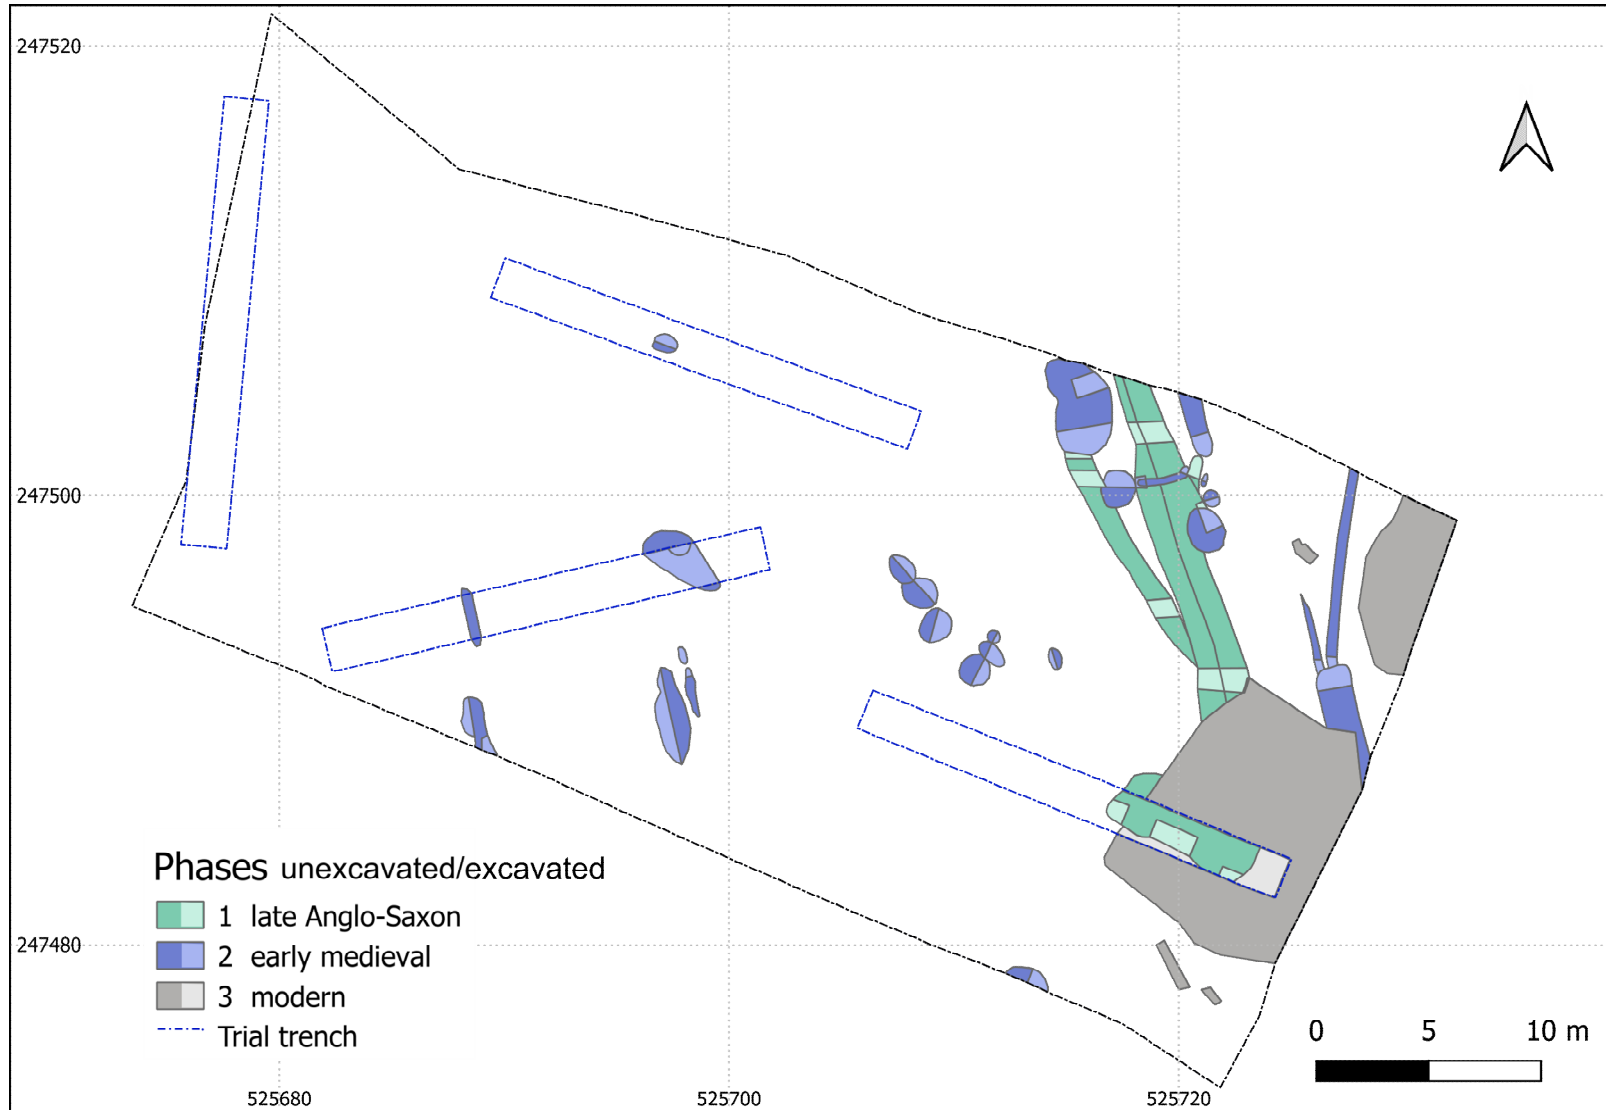 247520
247500
Phases unexcavated/excavated
1 late Anglo-Saxon
2 early medieval
3 modern
Trial trench
247480
0 5 10 m
525680 525700 525720